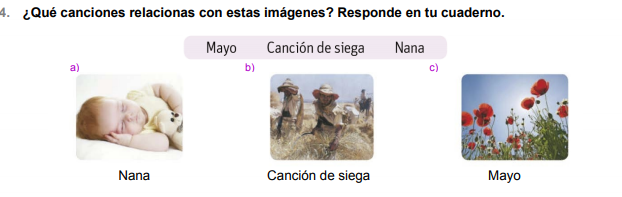 4. ¿Qué canciones relacionas con estas imágenes? Responde en tu cuaderno.
Mayo Canción de siega Nana
a) b) c)
Nana Canción de siega Mayo